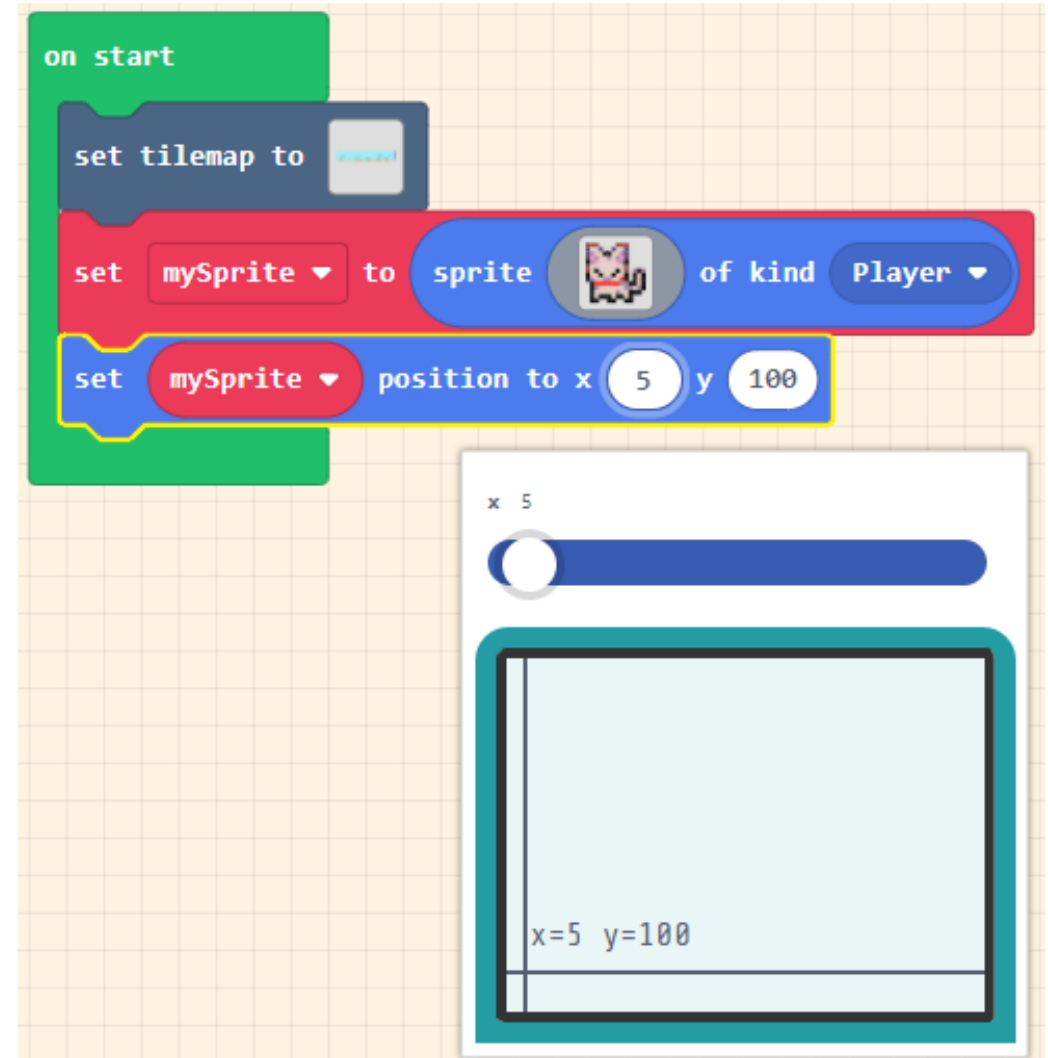 on start
set tilemap to
set mySprite to sprite of kind Player
set mySprite position to x 5 y 100
x 5
x=5 y=100